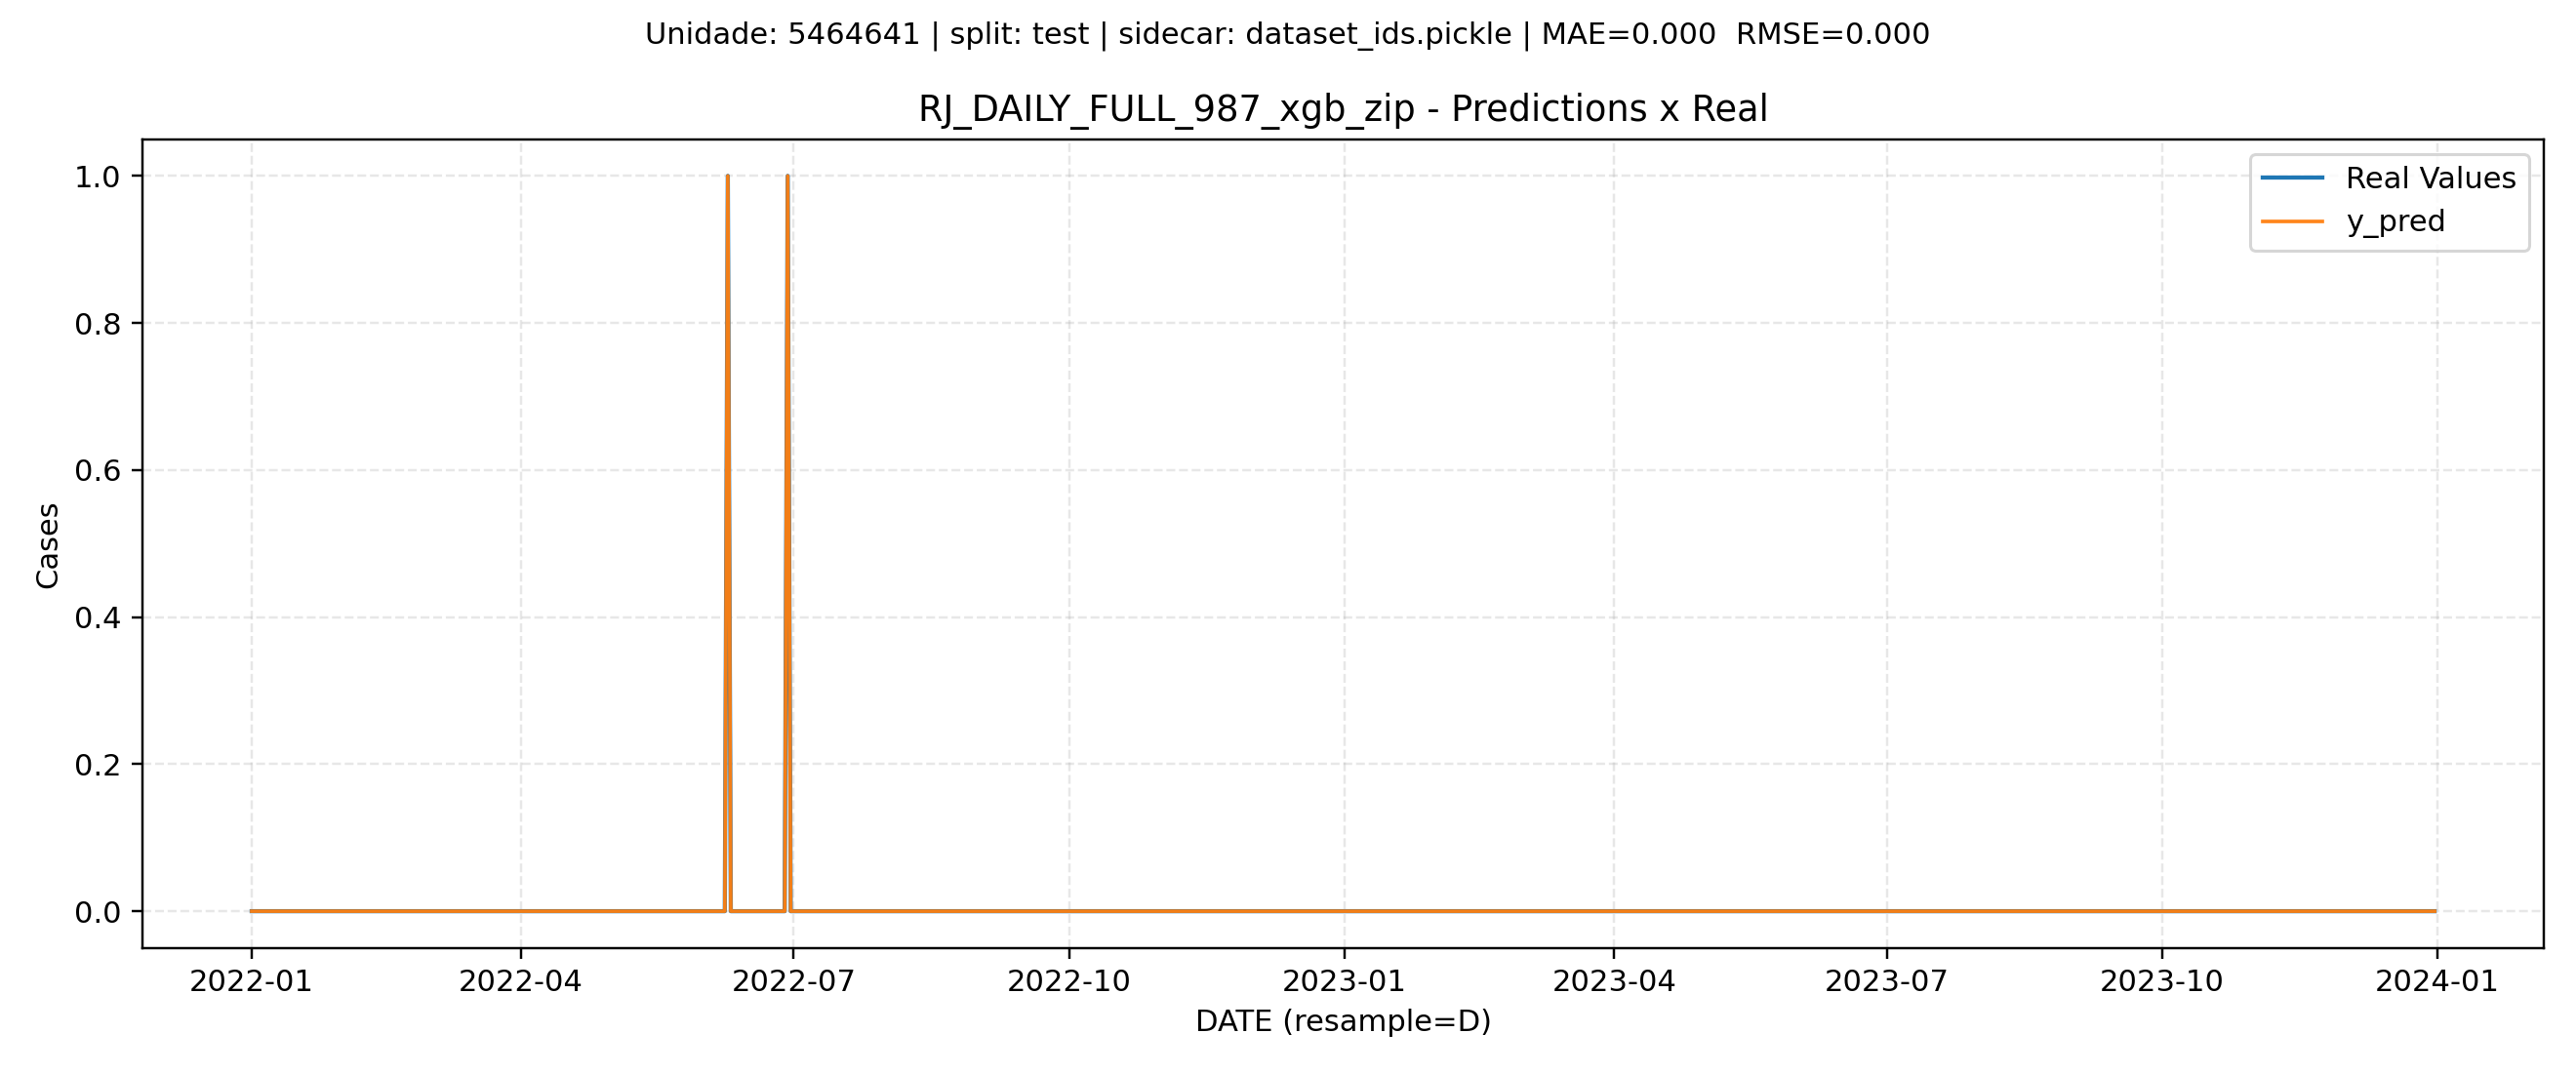 Unidade: 5464641 | split: test | sidecar: dataset_ids.pickle | MAE=0.000  RMSE=0.000
RJ_DAILY_FULL_987_xgb_zip - Predictions x Real
Real Values
y_pred
1.0
0.8
0.6
0.4
0.2
0.0
Cases
2022-01 2022-04 2022-07 2022-10 2023-01 2023-04 2023-07 2023-10 2024-01
DATE (resample=D)